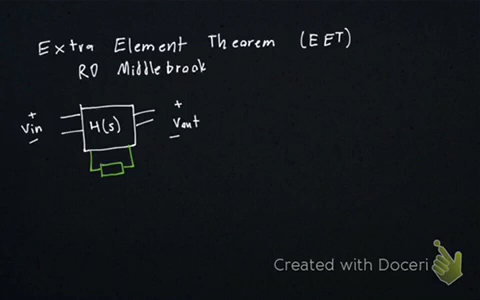 Extra Element Theorem (EET)
RD Middlebrook
+
Vin
-
H(s)
+
Vout
-
Created with Doceri